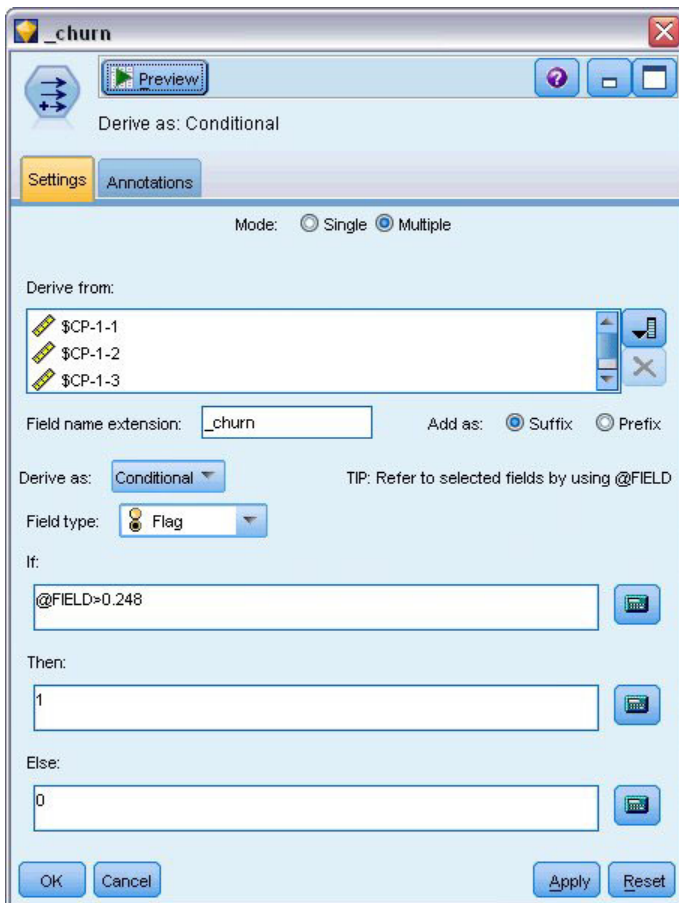 _churn
Preview
Derive as: Conditional
Settings Annotations
Mode: Single Multiple
Derive from:
$CP-1-1
$CP-1-2
$CP-1-3
Field name extension: _churn Add as: Suffix Prefix
Derive as: Conditional TIP: Refer to selected fields by using @FIELD
Field type: Flag
If:
@FIELD>0.248
Then:
1
Else:
0
OK Cancel Apply Reset